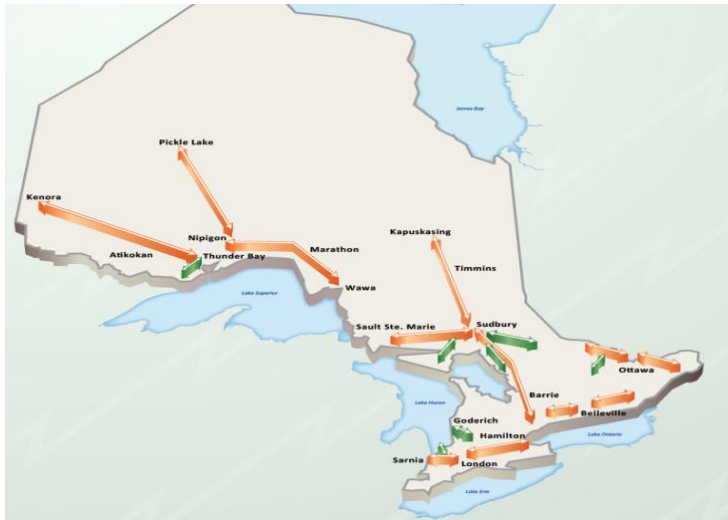 James Bay
Pickle Lake
Kenora
Kapuskasing
Nipigon
Marathon
Atikokan
Thunder Bay
Timmins
Wawa
Lake Superior
Sault Ste. Marie
Sudbury
Ottawa
Barrie
Lake Huron
Belleville
Goderich
Hamilton
Lake Ontario
Sarnia
London
Lake Erie